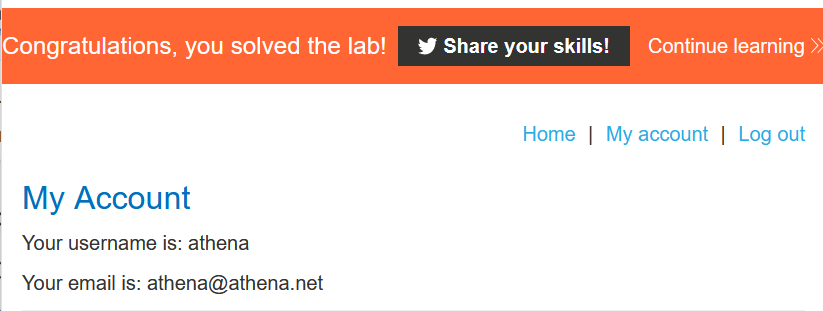 Congratulations, you solved the lab! Share your skills! Continue learning
Home | My account | Log out
My Account
Your username is: athena
Your email is: athena@athena.net